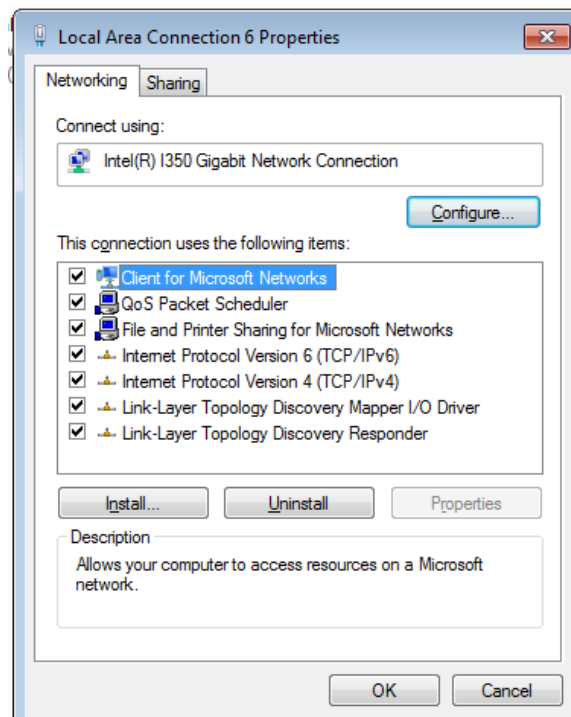 Local Area Connection 6 Properties
Networking
Sharing
Connect using:
Intel(R) I350 Gigabit Network Connection
Configure...
This connection uses the following items:
Client for Microsoft Networks
QoS Packet Scheduler
File and Printer Sharing for Microsoft Networks
Internet Protocol Version 6 (TCP/IPv6)
Internet Protocol Version 4 (TCP/IPv4)
Link-Layer Topology Discovery Mapper I/O Driver
Link-Layer Topology Discovery Responder
Install...
Uninstall
Properties
Description
Allows your computer to access resources on a Microsoft
network.
OK
Cancel